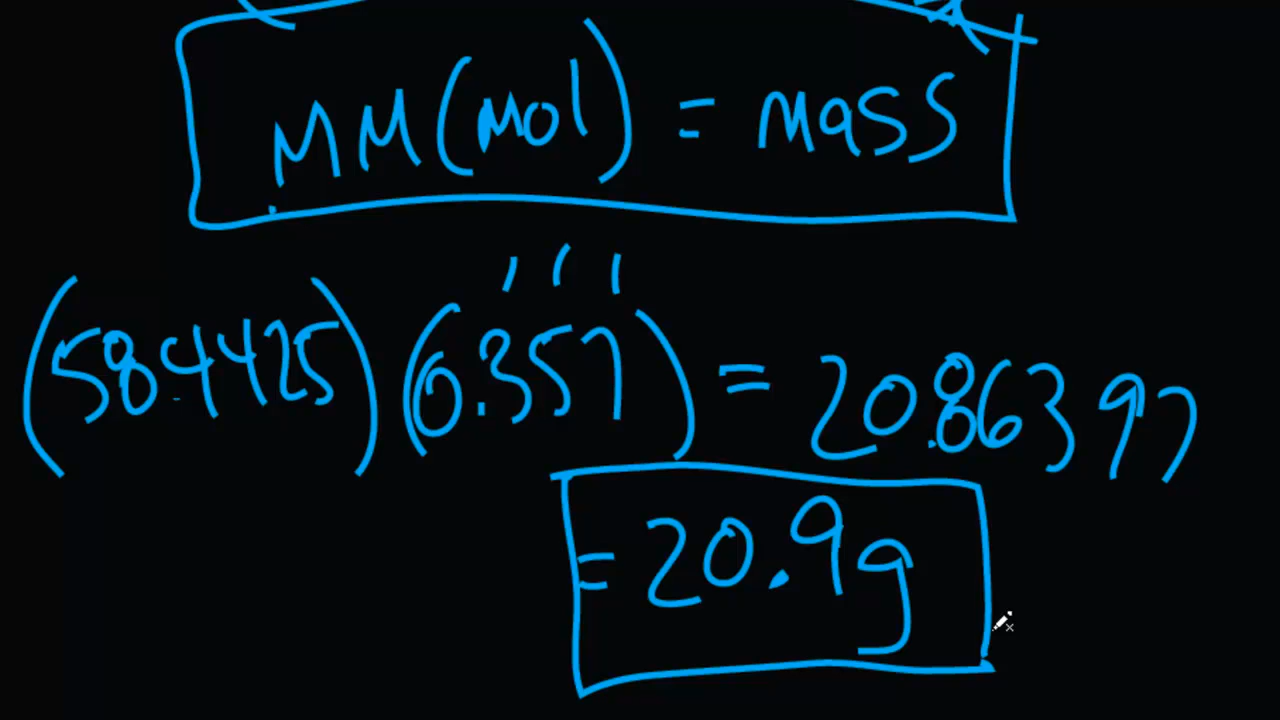 MM(mol) = mass
(58.4425)(0.357) = 20.86397
= 20.9g